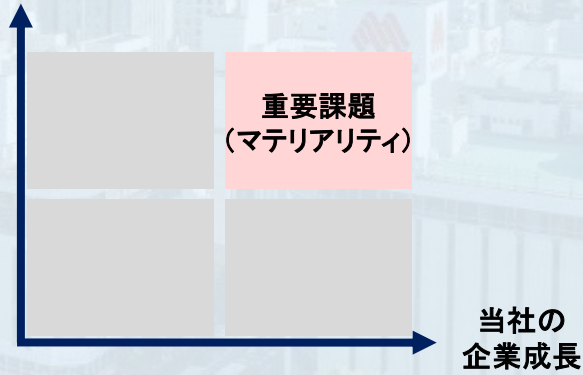 重要課題
（マテリアリティ）
当社の
企業成長